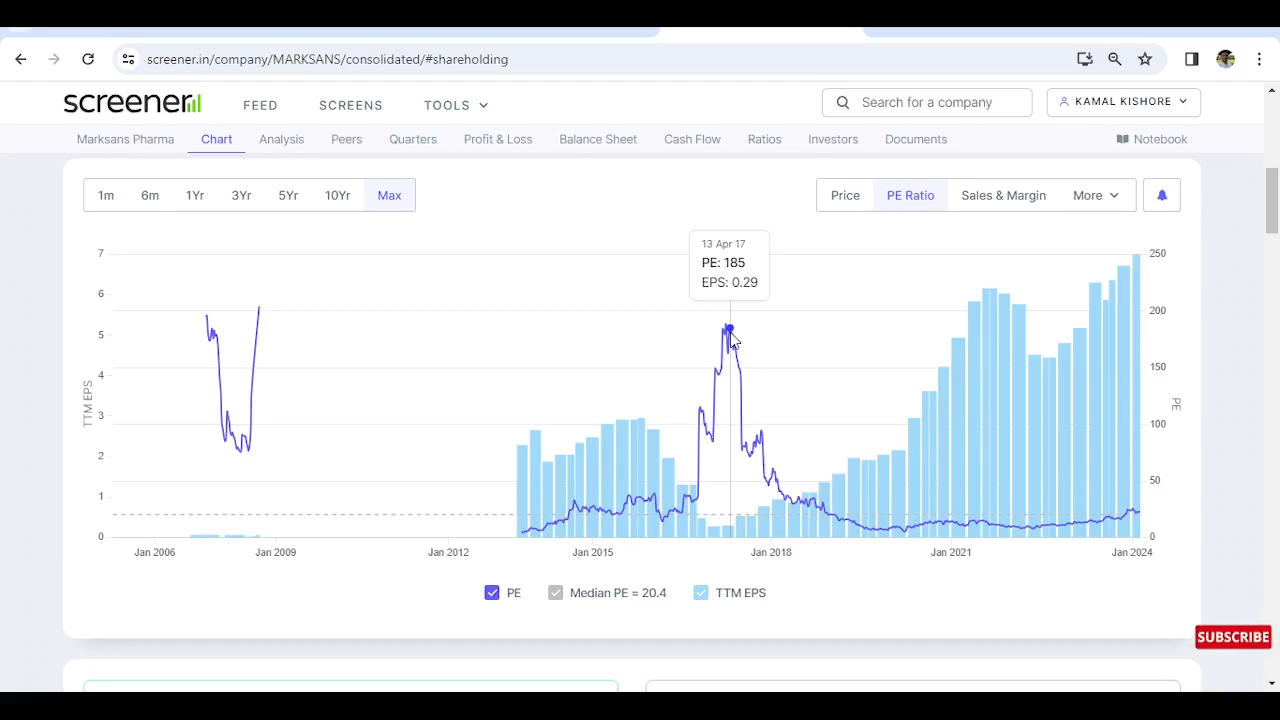 screener.in/company/MARKSANS/consolidated/#shareholding
screener FEED SCREENS TOOLS Search for a company KAMAL KISHORE
Marksans Pharma Chart Analysis Peers Quarters Profit & Loss Balance Sheet Cash Flow Ratios Investors Documents Notebook
1m 6m 1Yr 3Yr 5Yr 10Yr Max Price PE Ratio Sales & Margin More
13 Apr 17
PE: 185
EPS: 0.29
7 250
6 200
5 150
4
3 100
2 50
1
0 0
TTM EPS
PE
Jan 2006 Jan 2009 Jan 2012 Jan 2015 Jan 2018 Jan 2021 Jan 2024
PE Median PE = 20.4 TTM EPS
SUBSCRIBE